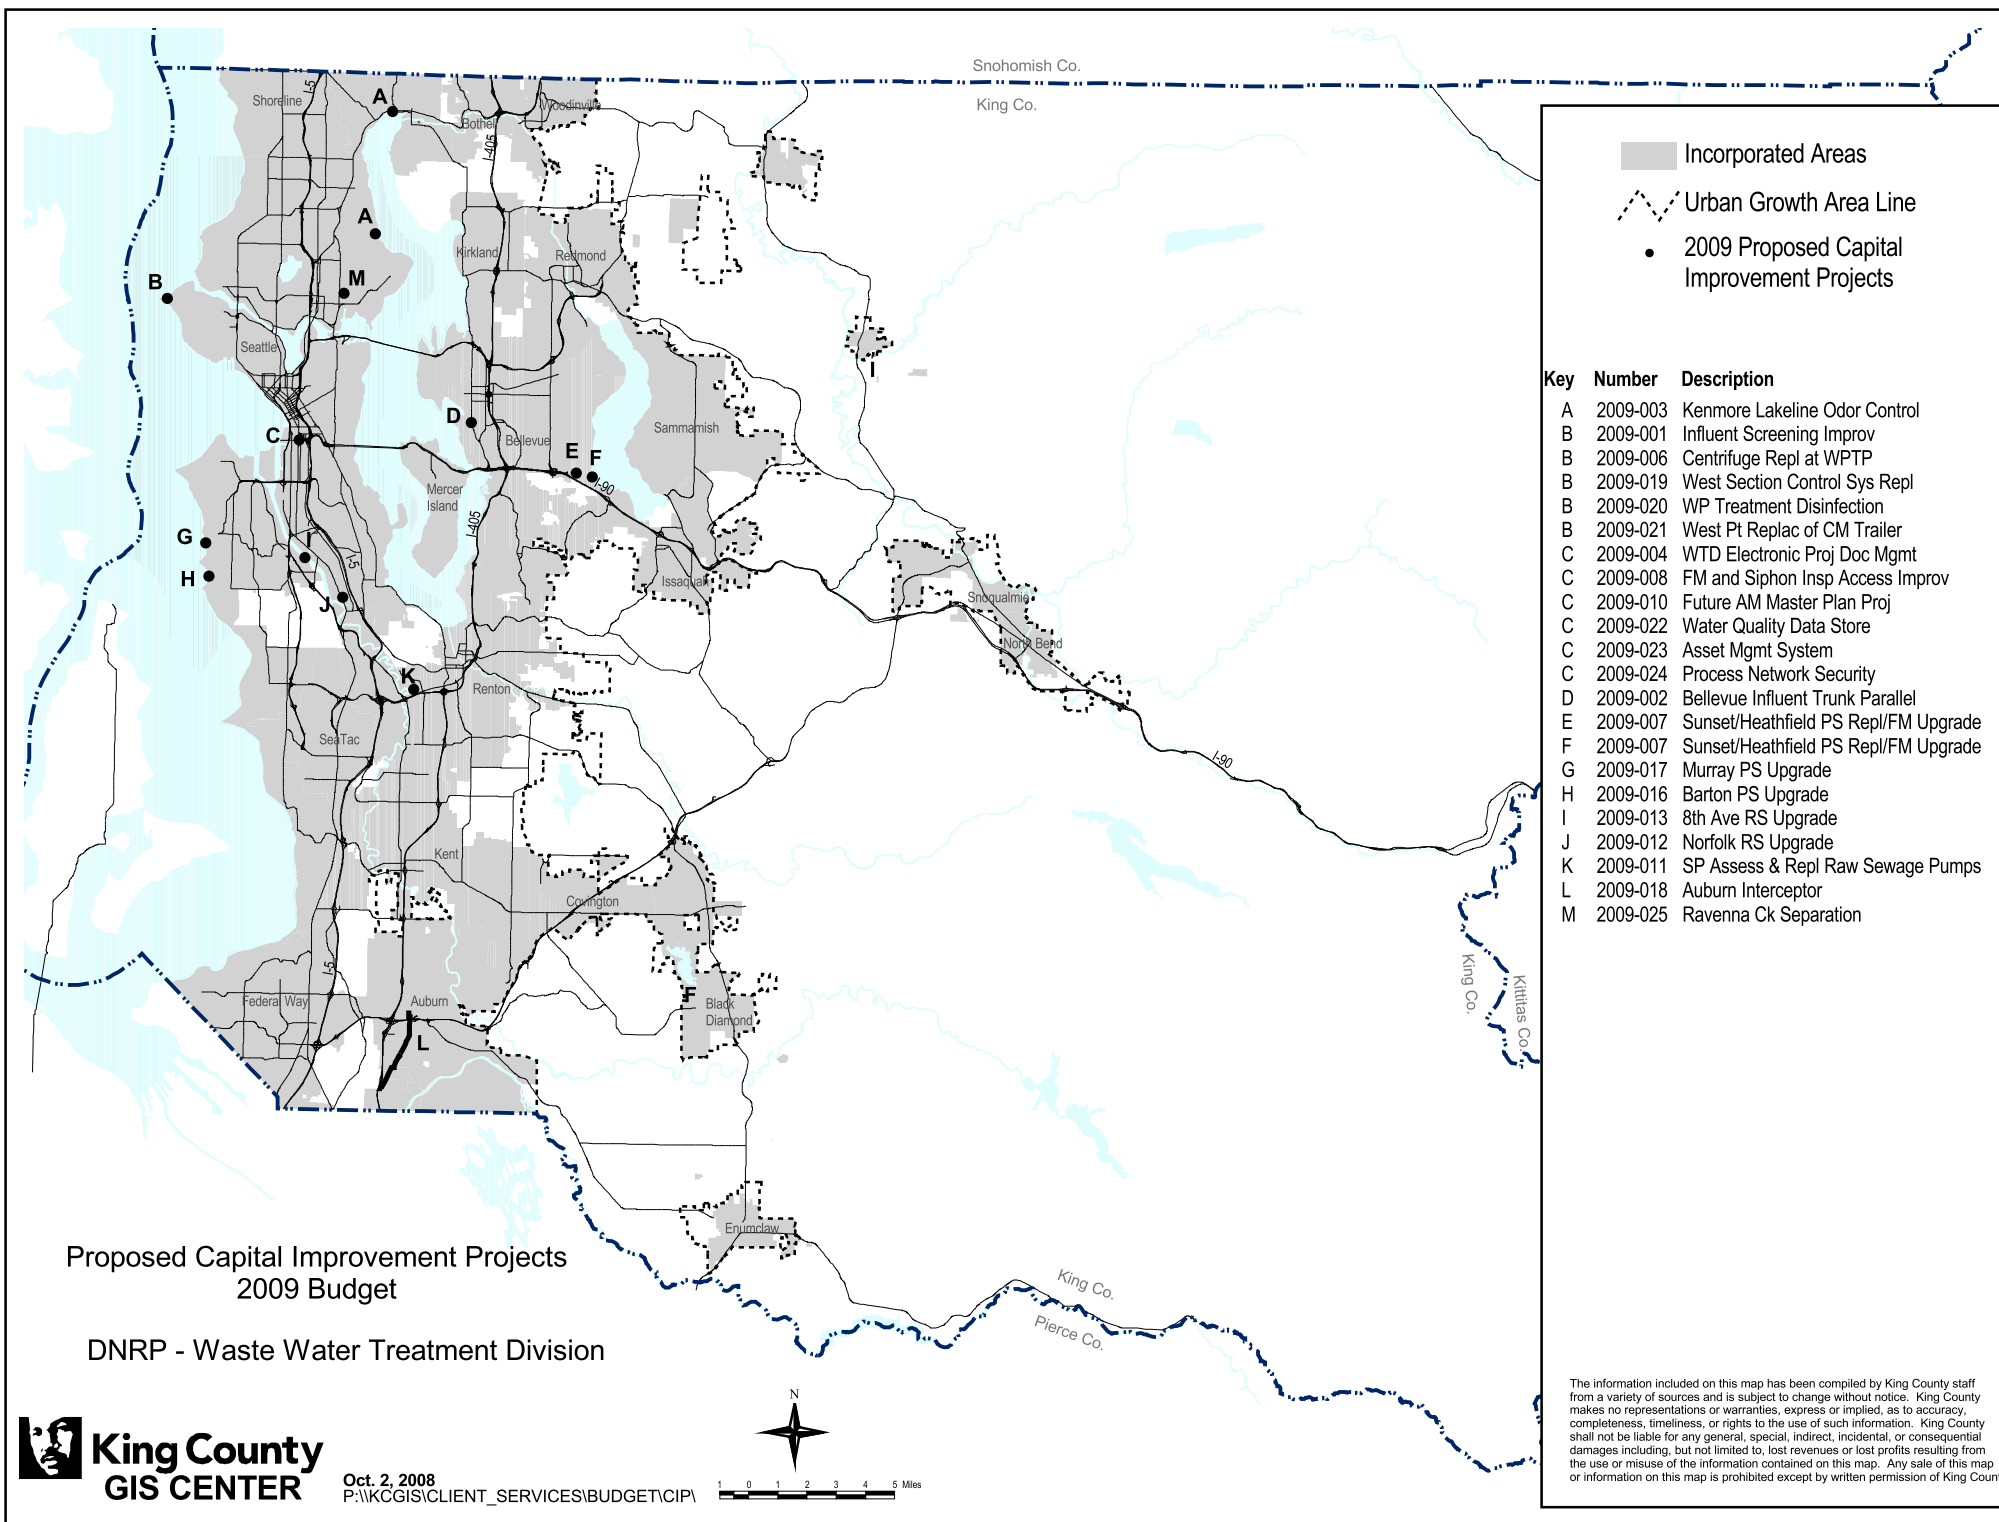 Snohomish Co.
King Co.
Shoreline
I-5
A
Bothell
Woodinville
I-405
A
Kirkland
Redmond
B
M
Seattle
I
D
Bellevue
Sammamish
C
E
F
I-90
Mercer
Island
I-405
G
I
I-5
H
J
Issaquah
Snoqualmie
North Bend
K
Renton
SeaTac
I-90
Kent
Covington
I-5
Federal Way
Auburn
F
Black
Diamond
L
King Co.
Kittitas Co.
Enumclaw
King Co.
Pierce Co.
Incorporated Areas
Urban Growth Area Line
2009 Proposed Capital
Improvement Projects
Key Number Description
A 2009-003 Kenmore Lakeline Odor Control
B 2009-001 Influent Screening Improv
B 2009-006 Centrifuge Repl at WPTP
B 2009-019 West Section Control Sys Repl
B 2009-020 WP Treatment Disinfection
B 2009-021 West Pt Replac of CM Trailer
C 2009-004 WTD Electronic Proj Doc Mgmt
C 2009-008 FM and Siphon Insp Access Improv
C 2009-010 Future AM Master Plan Proj
C 2009-022 Water Quality Data Store
C 2009-023 Asset Mgmt System
C 2009-024 Process Network Security
D 2009-002 Bellevue Influent Trunk Parallel
E 2009-007 Sunset/Heathfield PS Repl/FM Upgrade
F 2009-007 Sunset/Heathfield PS Repl/FM Upgrade
G 2009-017 Murray PS Upgrade
H 2009-016 Barton PS Upgrade
I 2009-013 8th Ave RS Upgrade
J 2009-012 Norfolk RS Upgrade
K 2009-011 SP Assess & Repl Raw Sewage Pumps
L 2009-018 Auburn Interceptor
M 2009-025 Ravenna Ck Separation
Proposed Capital Improvement Projects
2009 Budget
DNRP - Waste Water Treatment Division
King County
GIS CENTER
Oct. 2, 2008
P:\\KCGIS\CLIENT_SERVICES\BUDGET\CIP\
N
1 0 1 2 3 4 5 Miles
The information included on this map has been compiled by King County staff
from a variety of sources and is subject to change without notice. King County
makes no representations or warranties, express or implied, as to accuracy,
completeness, timeliness, or rights to the use of such information. King County
shall not be liable for any general, special, indirect, incidental, or consequential
damages including, but not limited to, lost revenues or lost profits resulting from
the use or misuse of the information contained on this map. Any sale of this map
or information on this map is prohibited except by written permission of King Count